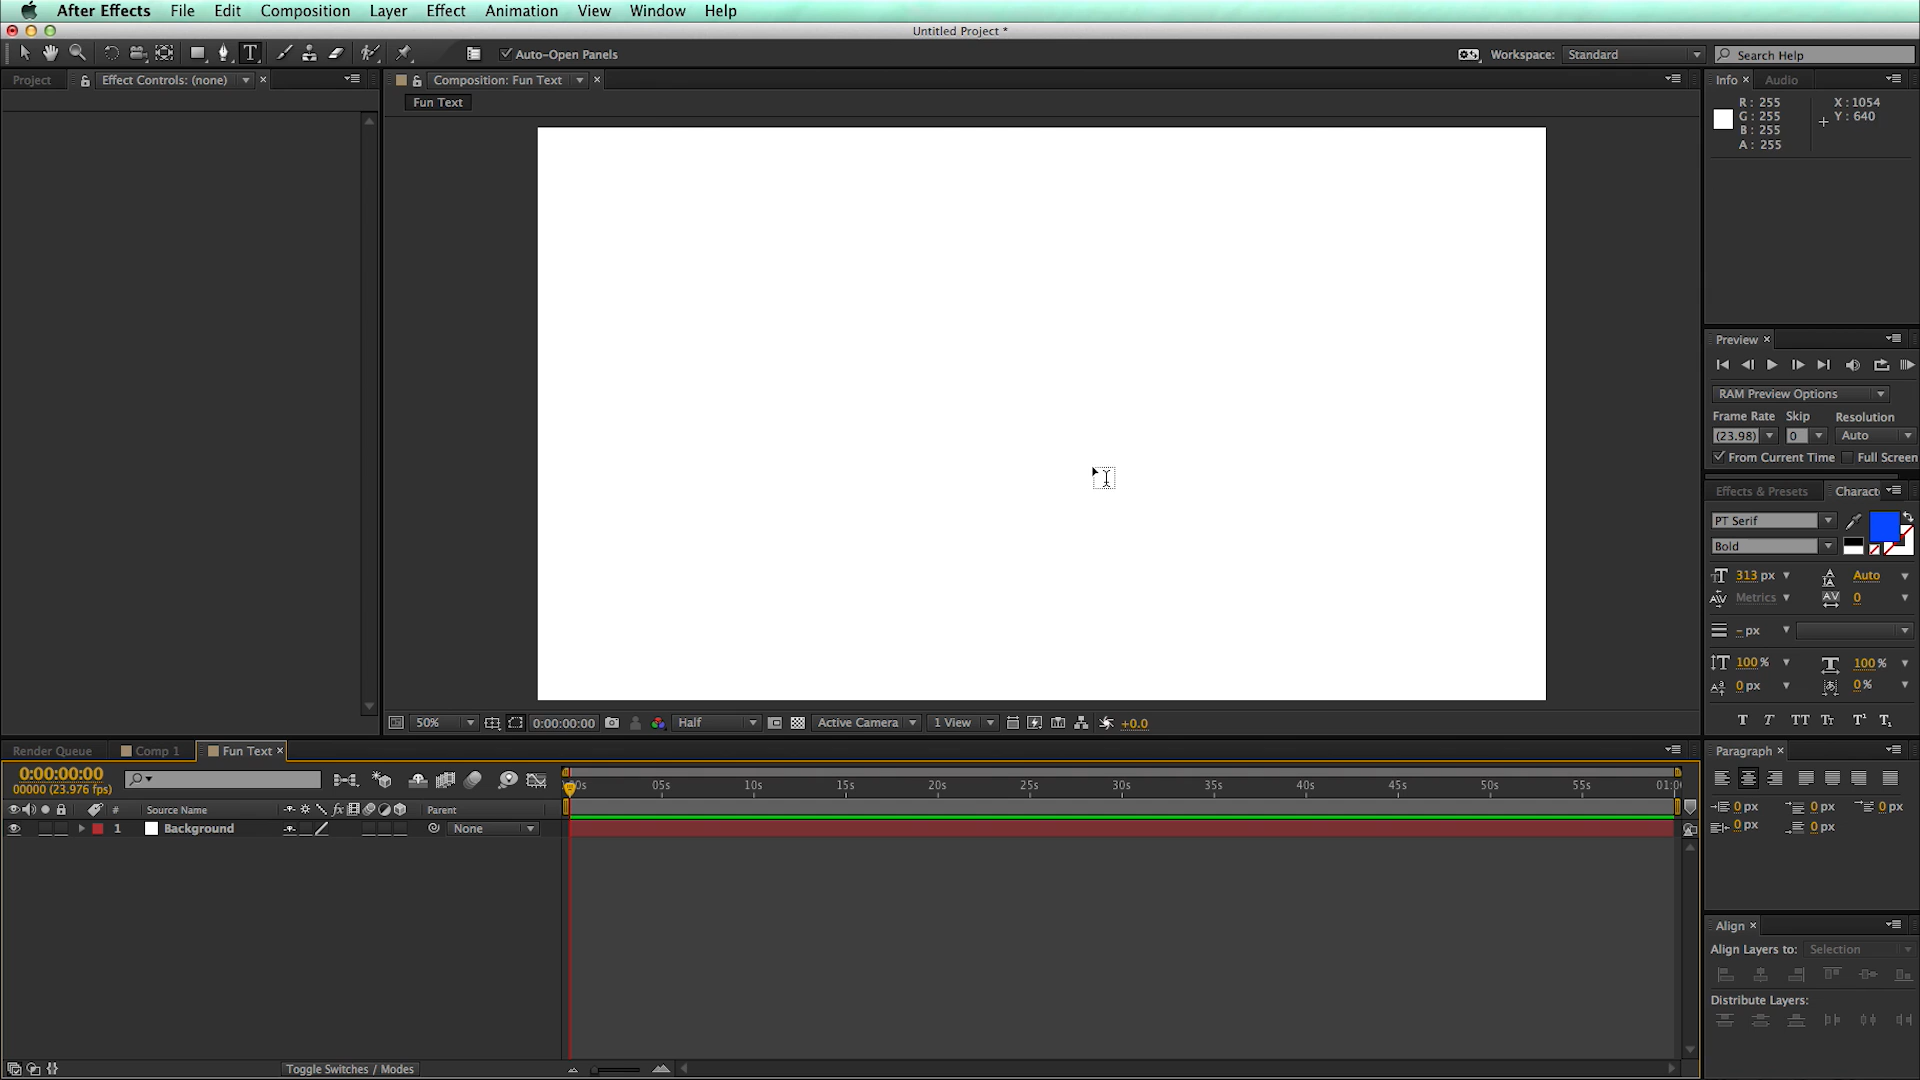 After Effects File Edit Composition Layer Effect Animation View Window Help
Untitled Project *
Auto-Open Panels Workspace: Standard Search Help
Project Effect Controls: (none) × Composition: Fun Text × Info × Audio
Fun Text
R : 255 X : 1054
G : 255 Y : 640
B : 255
A : 255
Preview ×
RAM Preview Options
Frame Rate Skip Resolution
(23.98) 0 Auto
From Current Time Full Screen
Effects & Presets Charact
PT Serif
Bold
313 px Auto
Metrics 0
- px
100 % 100 %
0 px 0 %
T T TT Tr T¹ T₁
50% 0:00:00:00 Half Active Camera 1 View +0.0
Render Queue Comp 1 Fun Text × Paragraph ×
0:00:00:00
00000 (23.976 fps)
05s 10s 15s 20s 25s 30s 35s 40s 45s 50s 55s
# Source Name fx Parent
1 Background None
0 px 0 px 0 px
0 px 0 px
Align ×
Align Layers to: Selection
Distribute Layers:
Toggle Switches / Modes